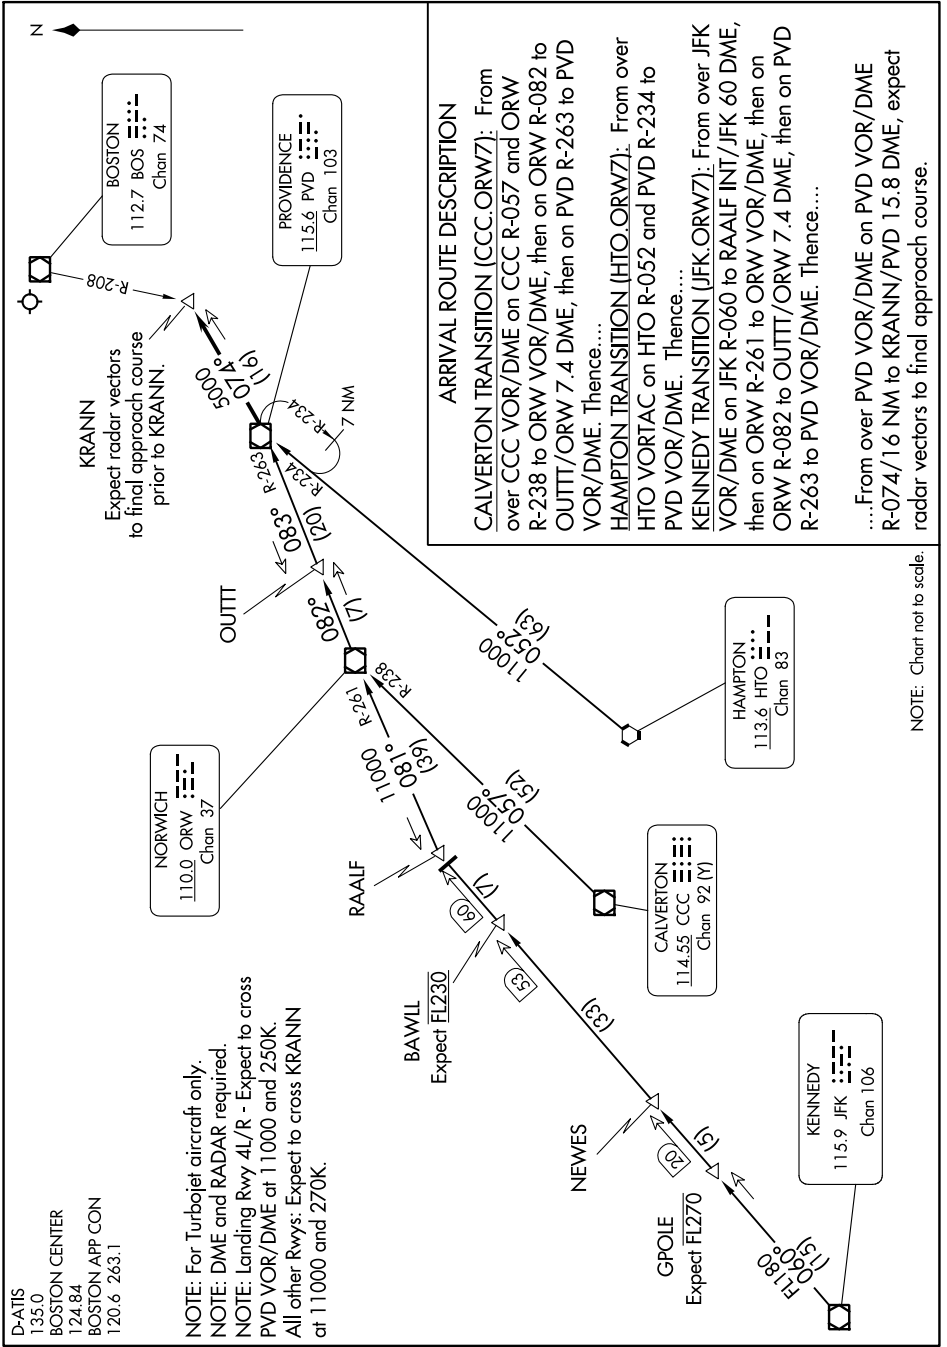 D-ATIS
135.0
BOSTON CENTER
124.84
BOSTON APP CON
120.6 263.1
NOTE: For Turbojet aircraft only.
NOTE: DME and RADAR required.
NOTE: Landing Rwy 4L/R - Expect to cross
PVD VOR/DME at 11000 and 250K.
All other Rwys: Expect to cross KRANN
at 11000 and 270K.
NORWICH
110.0 ORW
Chan 37
KRANN
Expect radar vectors
to final approach course
prior to KRANN.
BOSTON
112.7 BOS
Chan 74
N
R-208
5000
074°
(16)
PROVIDENCE
115.6 PVD
Chan 103
R-234
7 NM
R-263
R-234
083°
(20)
OUTTT
082°
(7)
R-261
R-238
11000
081°
(39)
RAALF
60
(7)
BAWLL
Expect FL230
53
(33)
NEWES
20
(5)
GPOLE
Expect FL270
FL180
060°
(15)
KENNEDY
115.9 JFK
Chan 106
11000
057°
(52)
CALVERTON
114.55 CCC
Chan 92 (Y)
11000
052°
(63)
HAMPTON
113.6 HTO
Chan 83
ARRIVAL ROUTE DESCRIPTION
CALVERTON TRANSITION (CCC.ORW7): From
over CCC VOR/DME on CCC R-057 and ORW
R-238 to ORW VOR/DME, then on ORW R-082 to
OUTTT/ORW 7.4 DME, then on PVD R-263 to PVD
VOR/DME. Thence....
HAMPTON TRANSITION (HTO.ORW7): From over
HTO VORTAC on HTO R-052 and PVD R-234 to
PVD VOR/DME. Thence....
KENNEDY TRANSITION (JFK.ORW7): From over JFK
VOR/DME on JFK R-060 to RAALF INT/JFK 60 DME,
then on ORW R-261 to ORW VOR/DME, then on
ORW R-082 to OUTTT/ORW 7.4 DME, then on PVD
R-263 to PVD VOR/DME. Thence....
....From over PVD VOR/DME on PVD VOR/DME
R-074/16 NM to KRANN/PVD 15.8 DME, expect
radar vectors to final approach course.
NOTE: Chart not to scale.